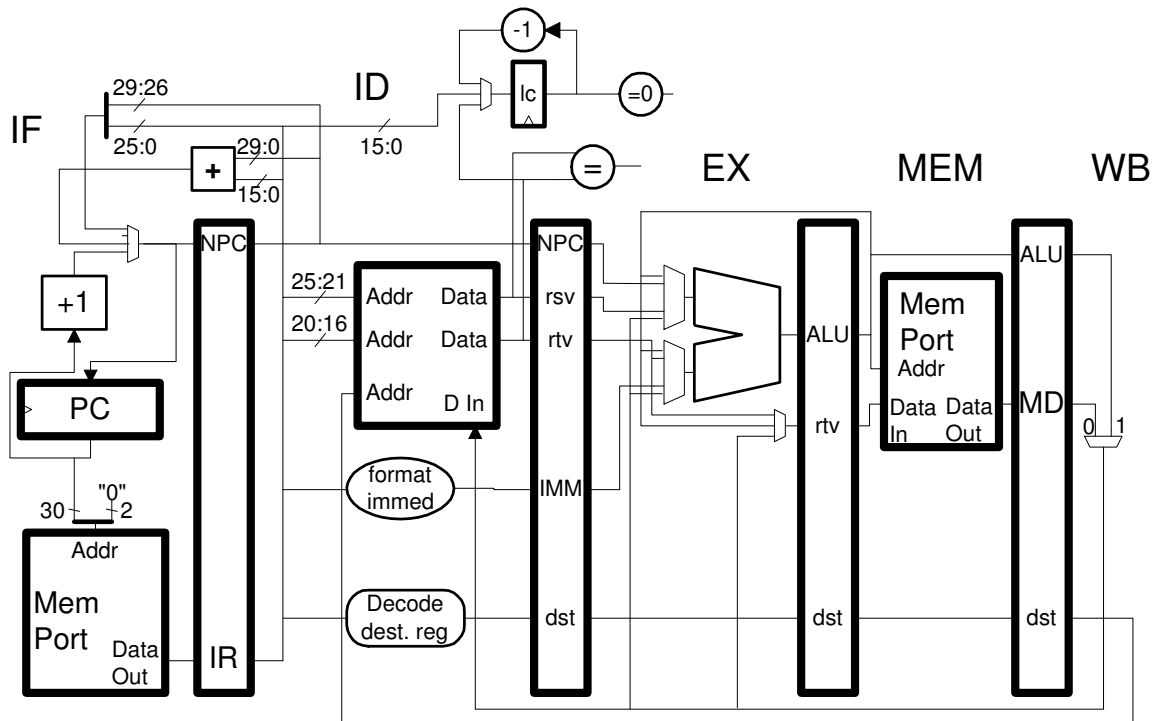 IF
ID
EX
MEM
WB
-1
lc
=0
29:26
25:0
15:0
+
29:0
15:0
=
+1
PC
30
"0"
2
Addr
Mem
Port
Data
Out
NPC
IR
25:21
20:16
Addr
Data
Addr
Data
Addr
D In
format
immed
Decode
dest. reg
NPC
rsv
rtv
IMM
dst
ALU
rtv
dst
Mem
Port
Addr
Data
In
Data
Out
ALU
MD
dst
0
1